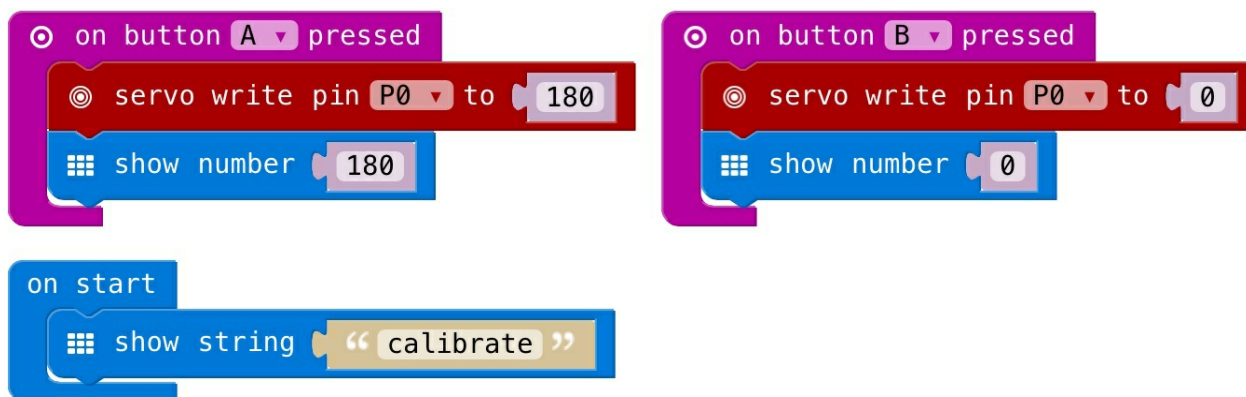 on button A ▼ pressed
servo write pin P0 ▼ to 180
show number 180
on button B ▼ pressed
servo write pin P0 ▼ to 0
show number 0
on start
show string “ calibrate ”